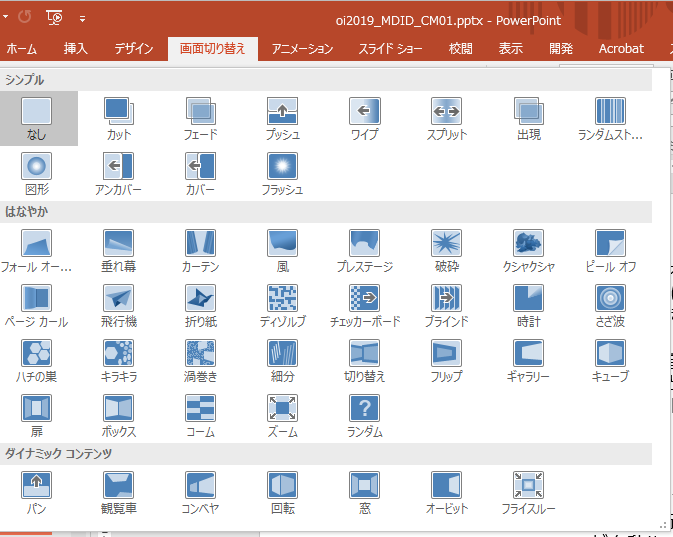 oi2019_MDID_CM01.pptx - PowerPoint
ホーム 挿入 デザイン 画面切り替え アニメーション スライド ショー 校閲 表示 開発 Acrobat
シンプル
なし カット フェード プッシュ ワイプ スプリット 出現 ランダムスト...
図形 アンカバー カバー フラッシュ
はなやか
フォール オー... 垂れ幕 カーテン 風 プレステージ 破砕 クシャクシャ ピール オフ
ページ カール 飛行機 折り紙 ディゾルブ チェッカーボード ブラインド 時計 さざ波
ハチの巣 キラキラ 渦巻き 細分 切り替え フリップ ギャラリー キューブ
扉 ボックス コーム ズーム ランダム
ダイナミック コンテンツ
パン 観覧車 コンベヤ 回転 窓 オービット フライスルー